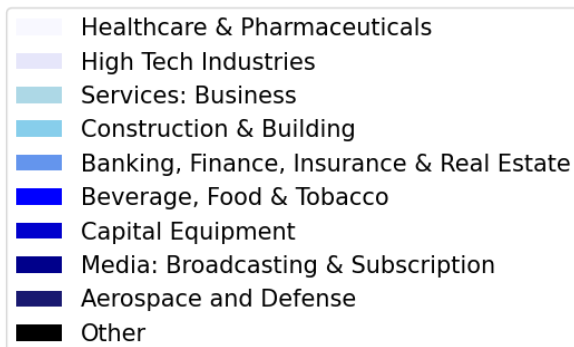 Healthcare & Pharmaceuticals
High Tech Industries
Services: Business
Construction & Building
Banking, Finance, Insurance & Real Estate
Beverage, Food & Tobacco
Capital Equipment
Media: Broadcasting & Subscription
Aerospace and Defense
Other